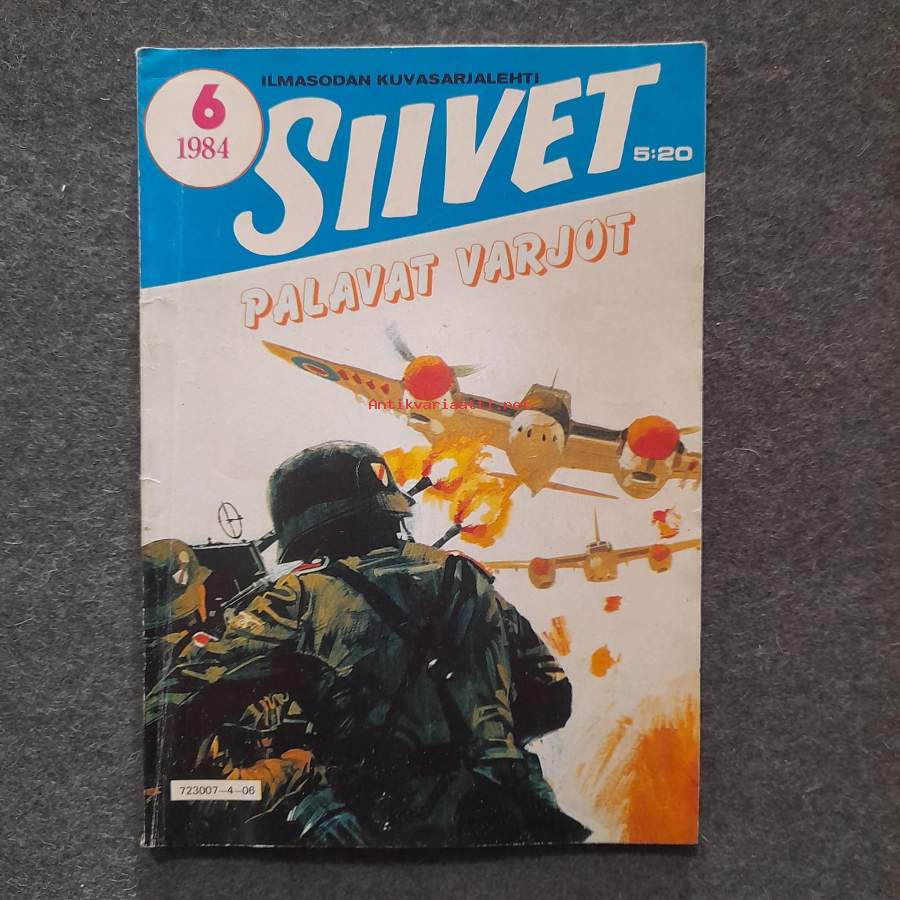 ILMASODAN KUVASARJALEHTI
6
1984
SIIVET
5:20
PALAVAT VARJOT
Antikvariaatti.net
723007-4-06